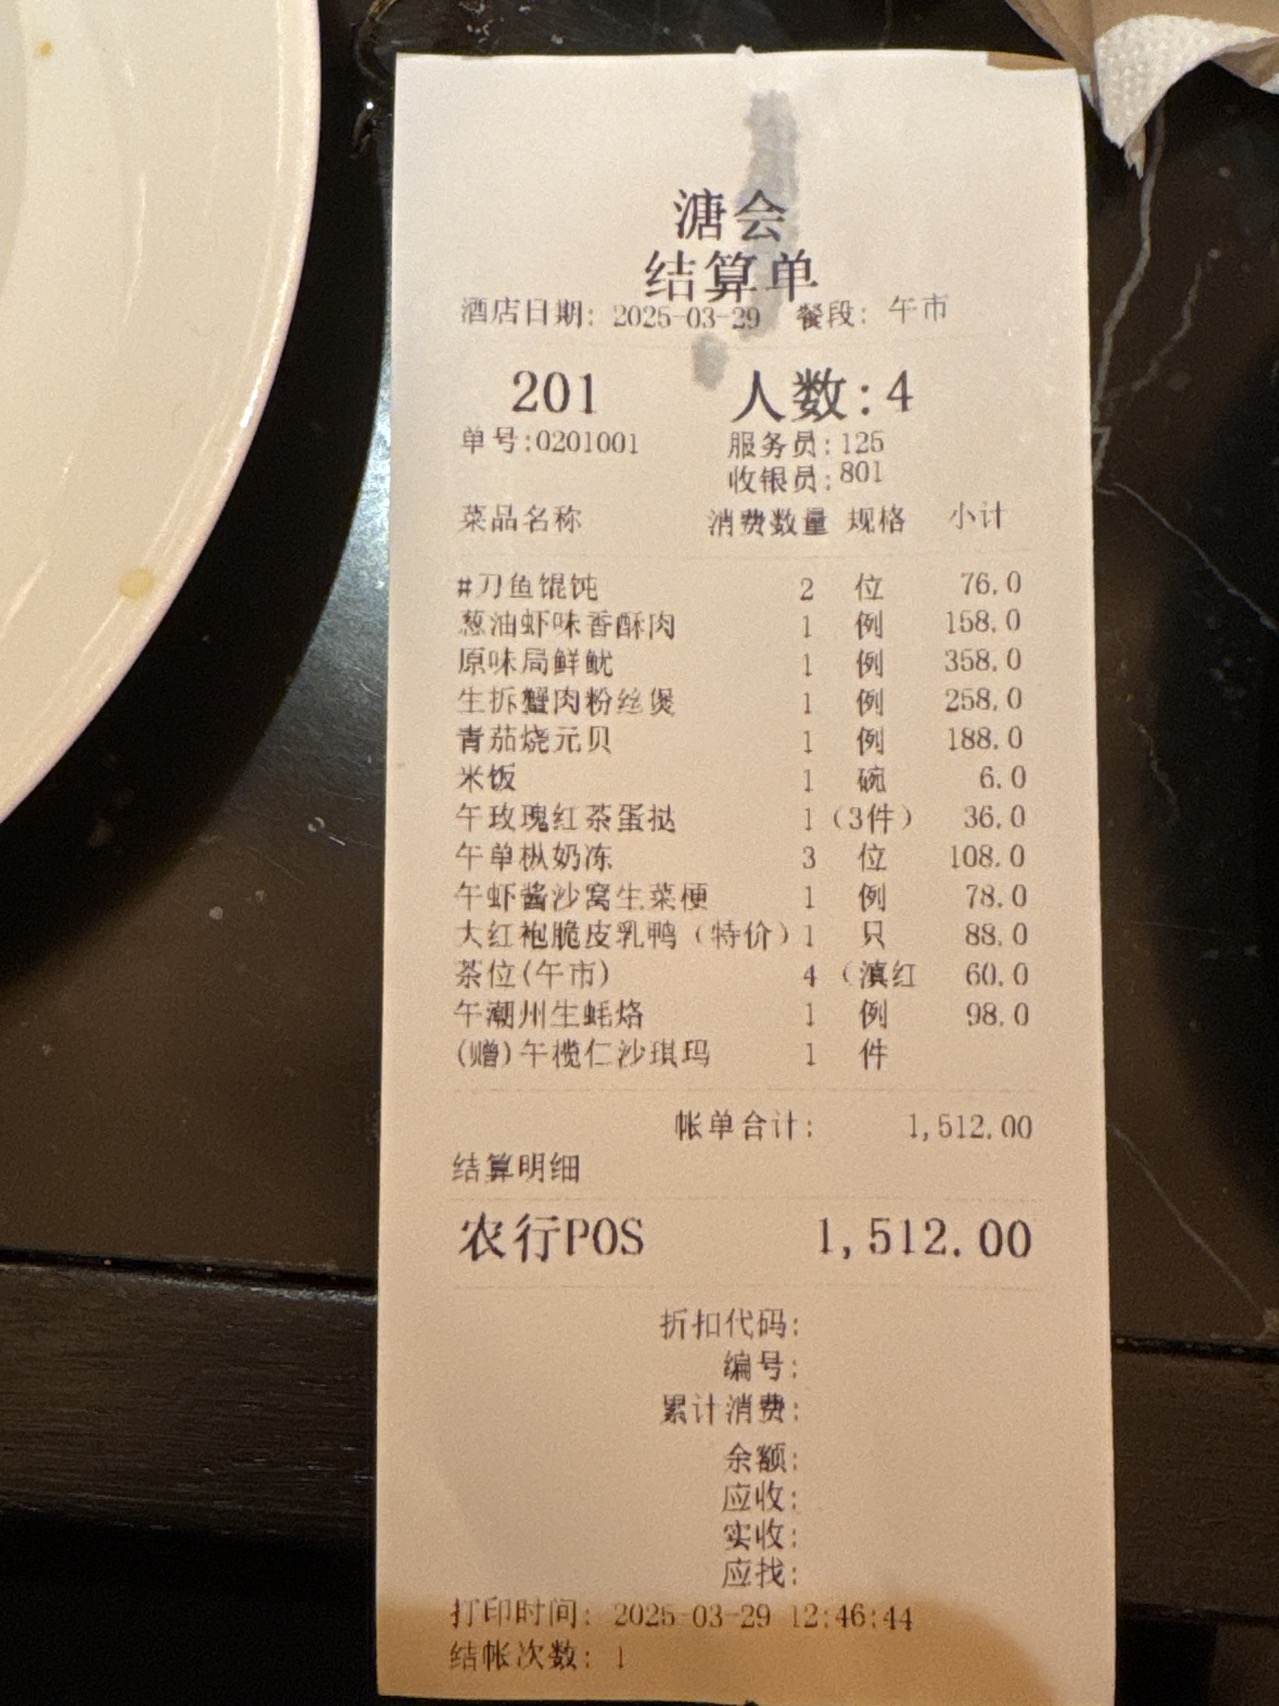 溏会
结算单
酒店日期: 2025-03-29 餐段: 午市
201 人数:4
单号:0201001 服务员:125
收银员:801
菜品名称 消费数量 规格 小计
#刀鱼馄饨 2 位 76.0
葱油虾味香酥肉 1 例 158.0
原味局鲜鱿 1 例 358.0
生拆蟹肉粉丝煲 1 例 258.0
青茄烧元贝 1 例 188.0
米饭 1 碗 6.0
午玫瑰红茶蛋挞 1 (3件) 36.0
午单枞奶冻 3 位 108.0
午虾酱沙窝生菜梗 1 例 78.0
大红袍脆皮乳鸭(特价) 1 只 88.0
茶位(午市) 4 (滇红 60.0
午潮州生蚝烙 1 例 98.0
(赠)午榄仁沙琪玛 1 件
帐单合计: 1,512.00
结算明细
农行POS 1,512.00
折扣代码:
编号:
累计消费:
余额:
应收:
实收:
应找:
打印时间: 2025-03-29 12:46:44
结帐次数: 1